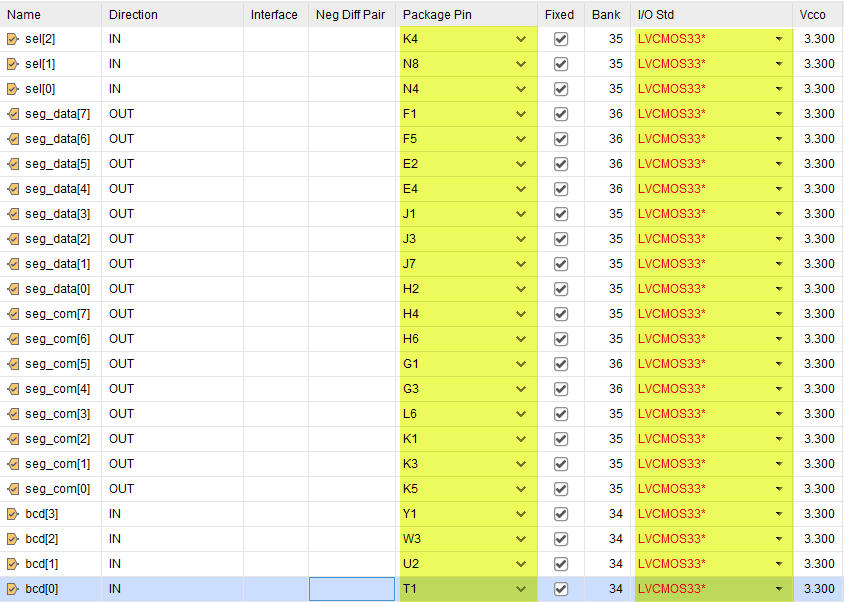 Name Direction Interface Neg Diff Pair Package Pin Fixed Bank I/O Std Vcco
sel[2] IN K4 35 LVCMOS33* 3.300
sel[1] IN N8 35 LVCMOS33* 3.300
sel[0] IN N4 35 LVCMOS33* 3.300
seg_data[7] OUT F1 36 LVCMOS33* 3.300
seg_data[6] OUT F5 36 LVCMOS33* 3.300
seg_data[5] OUT E2 36 LVCMOS33* 3.300
seg_data[4] OUT E4 36 LVCMOS33* 3.300
seg_data[3] OUT J1 35 LVCMOS33* 3.300
seg_data[2] OUT J3 35 LVCMOS33* 3.300
seg_data[1] OUT J7 35 LVCMOS33* 3.300
seg_data[0] OUT H2 35 LVCMOS33* 3.300
seg_com[7] OUT H4 35 LVCMOS33* 3.300
seg_com[6] OUT H6 35 LVCMOS33* 3.300
seg_com[5] OUT G1 36 LVCMOS33* 3.300
seg_com[4] OUT G3 36 LVCMOS33* 3.300
seg_com[3] OUT L6 35 LVCMOS33* 3.300
seg_com[2] OUT K1 35 LVCMOS33* 3.300
seg_com[1] OUT K3 35 LVCMOS33* 3.300
seg_com[0] OUT K5 35 LVCMOS33* 3.300
bcd[3] IN Y1 34 LVCMOS33* 3.300
bcd[2] IN W3 34 LVCMOS33* 3.300
bcd[1] IN U2 34 LVCMOS33* 3.300
bcd[0] IN T1 34 LVCMOS33* 3.300